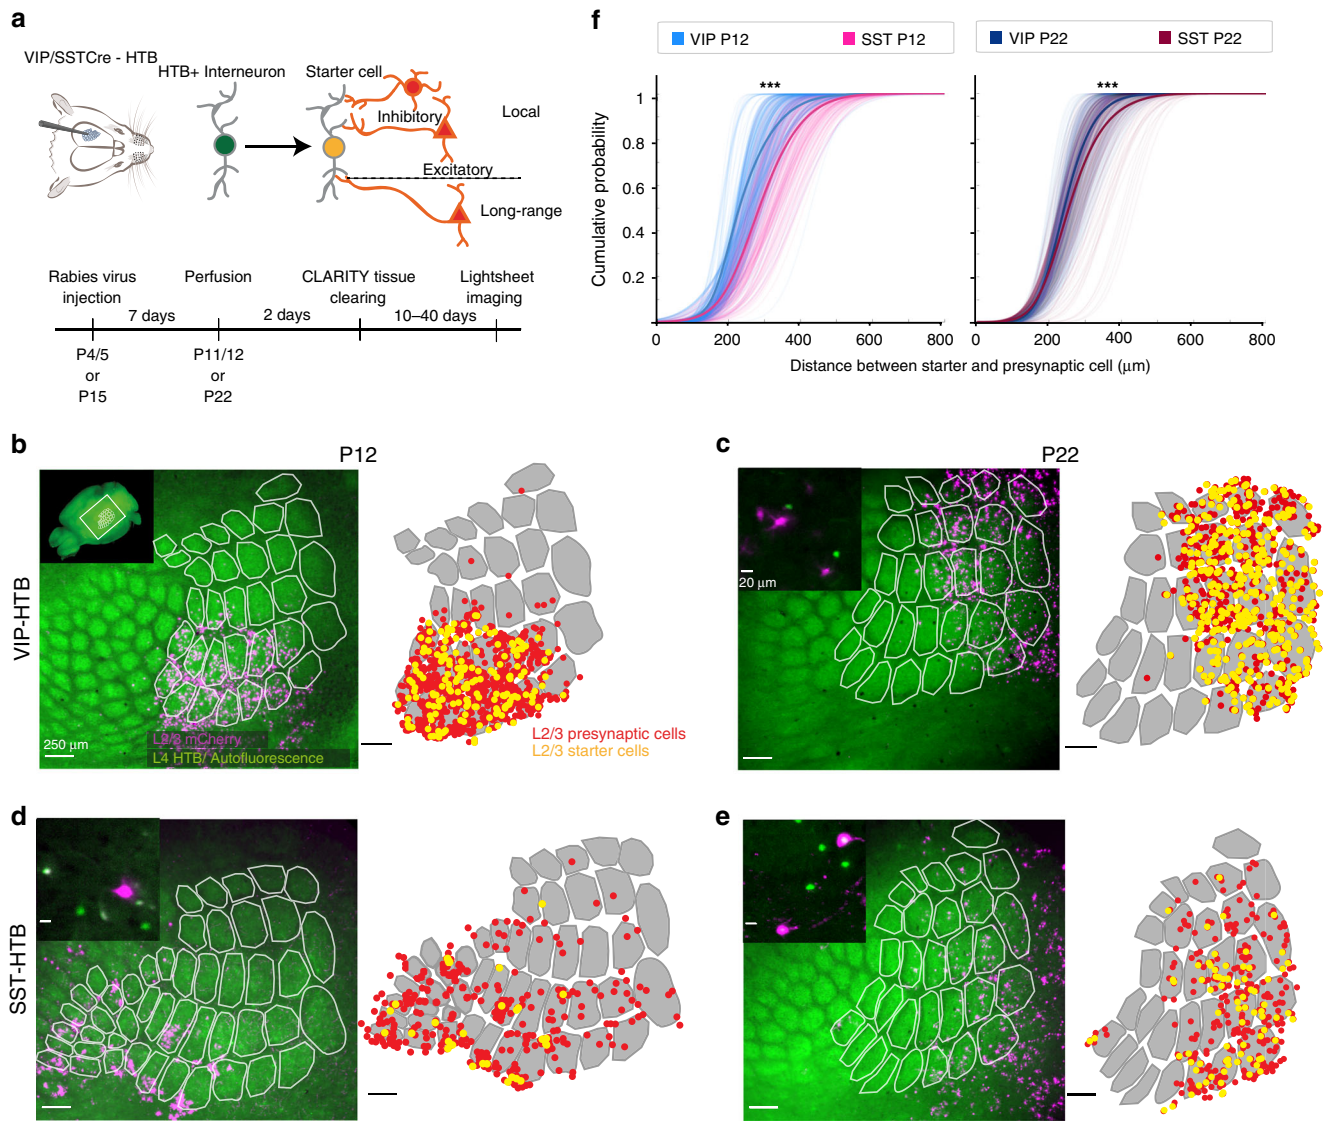 a
VIP/SSTCre - HTB
HTB+ Interneuron
Starter cell
Inhibitory
Local
Excitatory
Long-range
Rabies virus injection
Perfusion
CLARITY tissue clearing
Lightsheet imaging
7 days
2 days
10–40 days
P4/5
or
P15
P11/12
or
P22
f
VIP P12
SST P12
VIP P22
SST P22
***
***
Cumulative probability
1
0.8
0.6
0.4
0.2
0
200
400
600
800
0
200
400
600
800
Distance between starter and presynaptic cell (μm)
b
P12
VIP-HTB
250 μm
L2/3 mCherry
L4 HTB/ Autofluorescence
L2/3 presynaptic cells
L2/3 starter cells
c
P22
20 μm
d
SST-HTB
e